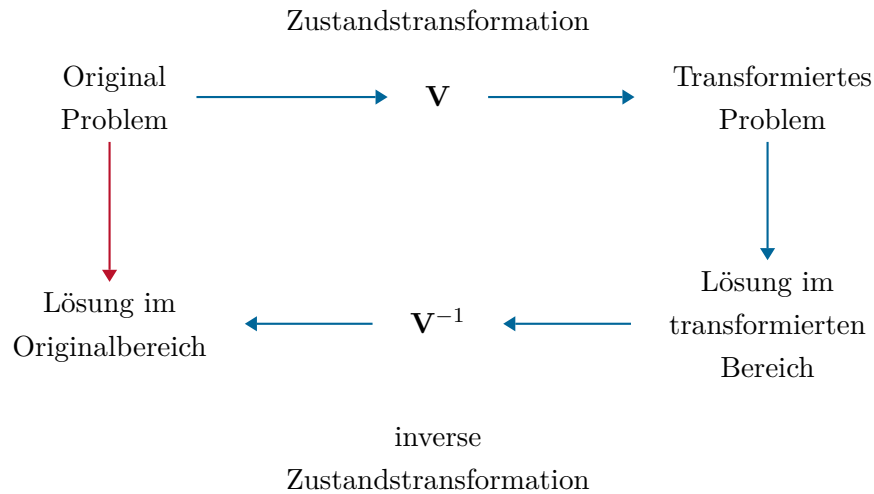 Zustandstransformation
Original
Problem
V
Transformiertes
Problem
Lösung im
Originalbereich
V⁻¹
Lösung im
transformierten
Bereich
inverse
Zustandstransformation